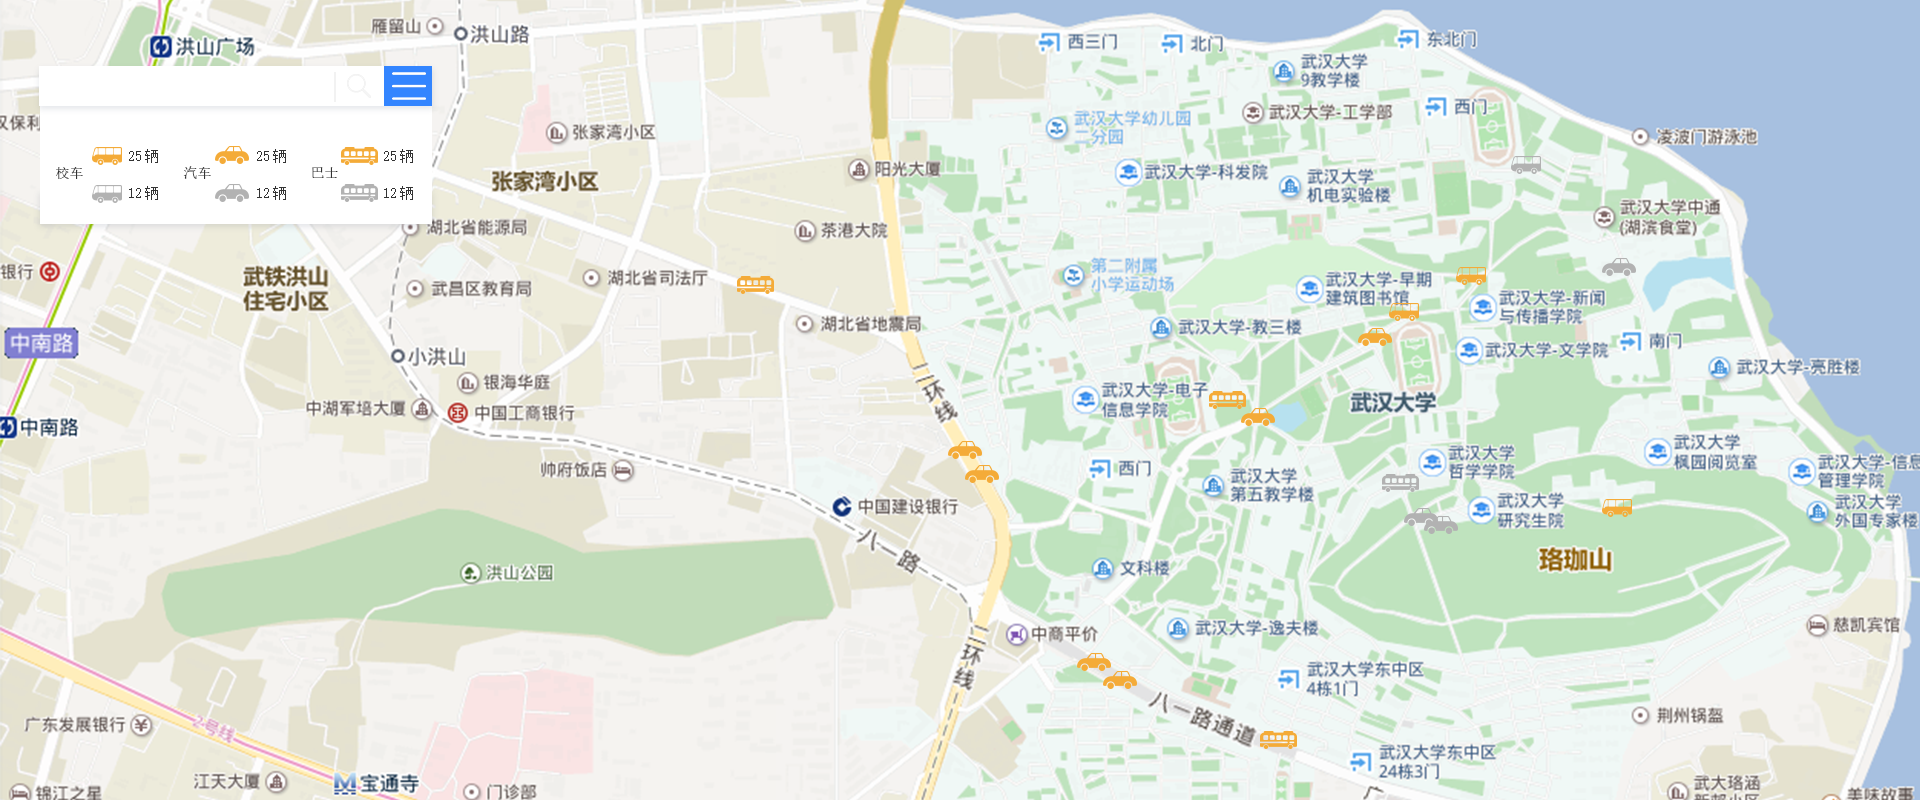 雁留山
洪山路
洪山广场
西三门
北门
东北门
武汉大学
9教学楼
西门
武汉大学-工学部
武汉大学幼儿园
二分园
凌波门游泳池
汉保利
张家湾小区
校车
25辆
12辆
汽车
25辆
12辆
巴士
25辆
12辆
阳光大厦
张家湾小区
武汉大学-科发院
武汉大学
机电实验楼
武汉大学中通
(湖滨食堂)
湖北省能源局
茶港大院
银行
武铁洪山
住宅小区
武昌区教育局
湖北省司法厅
第二附属
小学运动场
武汉大学-早期
建筑图书馆
武汉大学-新闻
与传播学院
湖北省地震局
武汉大学-教三楼
中南路
小洪山
武汉大学-文学院
南门
武汉大学-亮胜楼
银海华庭
二环线
武汉大学-电子
信息学院
武汉大学
中湖军培大厦
中国工商银行
中南路
帅府饭店
西门
武汉大学
第五教学楼
武汉大学
哲学学院
武汉大学
枫园阅览室
武汉大学-信息
管理学院
中国建设银行
武汉大学
研究生院
武汉大学
外国专家楼
八一路
珞珈山
洪山公园
文科楼
中商平价
武汉大学-逸夫楼
慈凯宾馆
二环线
武汉大学东中区
4栋1门
八一路通道
广东发展银行
2号线
荆州锅盔
武汉大学东中区
24栋3门
江天大厦
宝通寺
门诊部
锦江之星
武大珞涵
美味故事
广